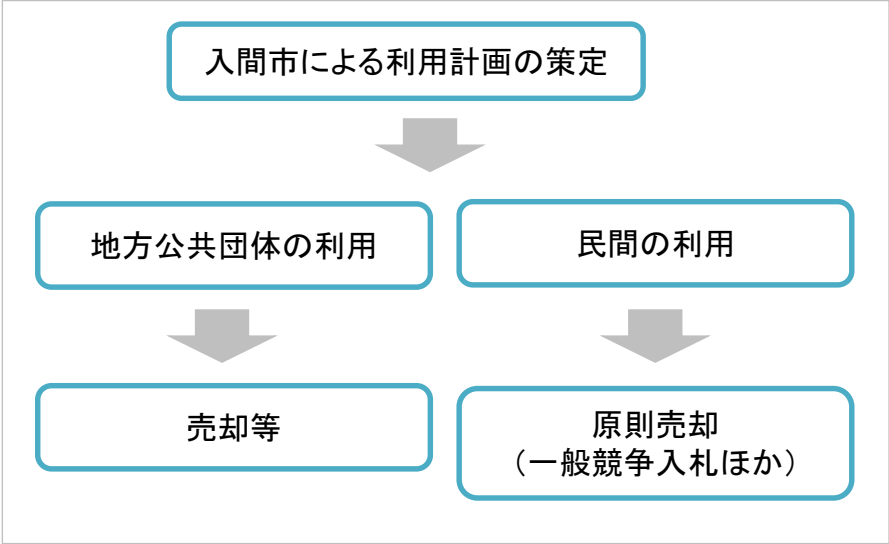 入間市による利用計画の策定
地方公共団体の利用
民間の利用
売却等
原則売却
（一般競争入札ほか）